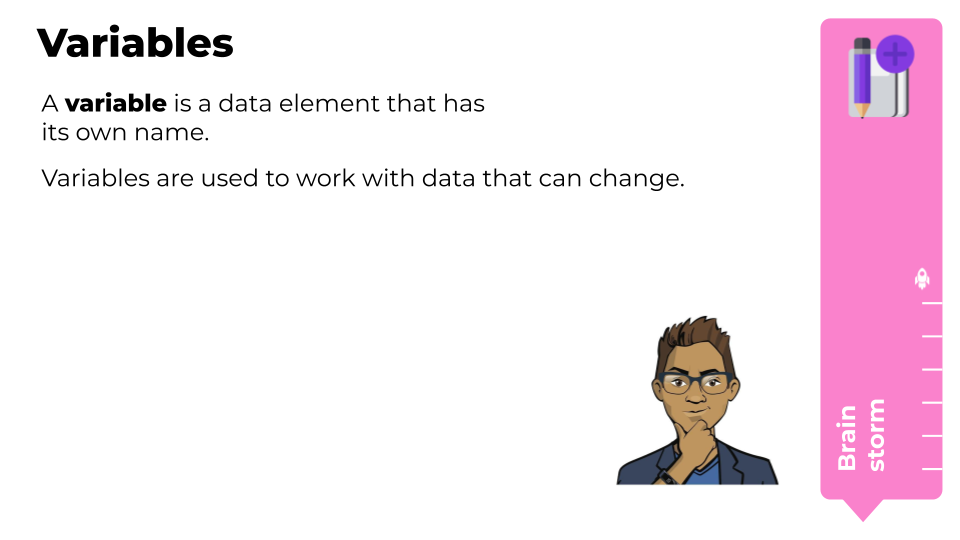 Variables
A variable is a data element that has
its own name.
Variables are used to work with data that can change.
Brain
storm